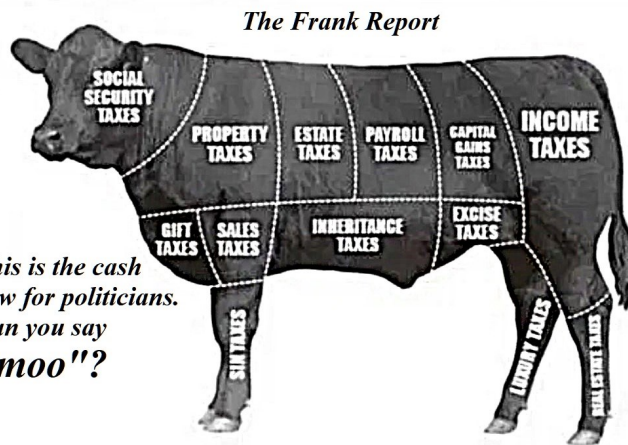 The Frank Report
SOCIAL
SECURITY
TAXES
PROPERTY
TAXES
ESTATE
TAXES
PAYROLL
TAXES
CAPITAL
GAINS
TAXES
INCOME
TAXES
GIFT
TAXES
SALES
TAXES
INHERITANCE
TAXES
EXCISE
TAXES
SIN TAXES
LUXURY TAXES
REAL ESTATE TAXES
his is the cash
w for politicians.
an you say
moo"?